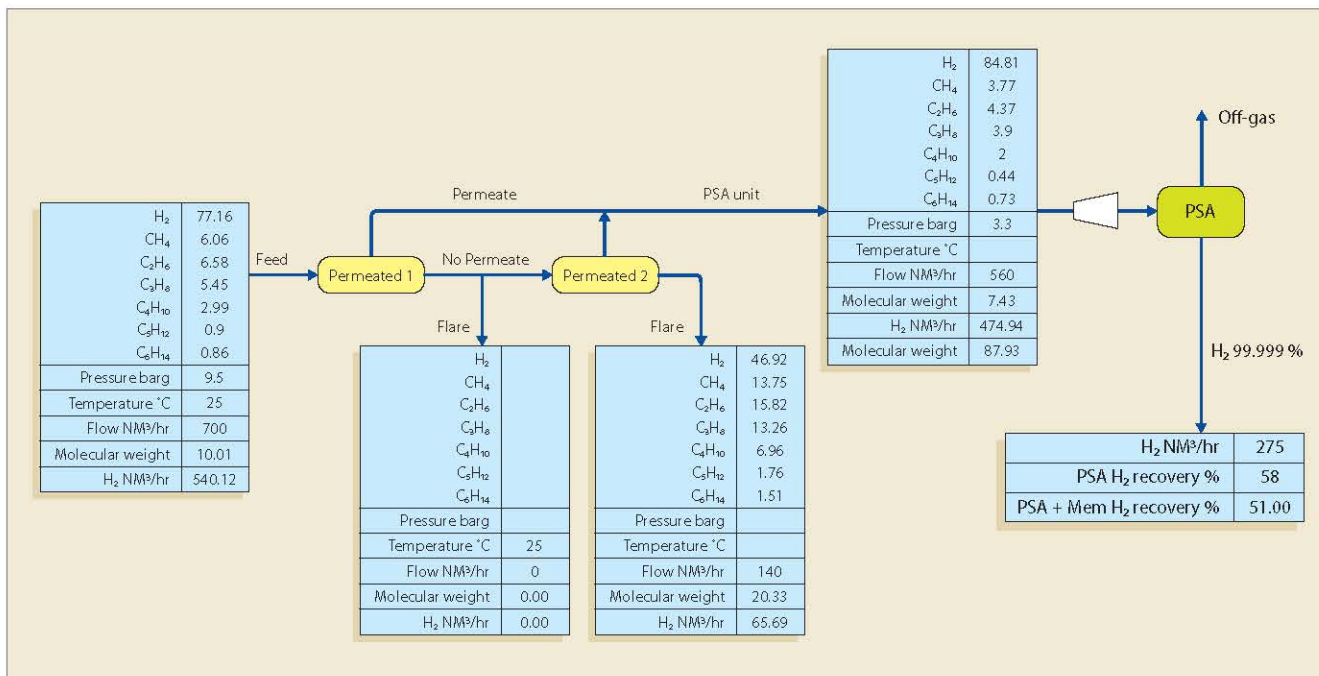 H₂ 77.16
CH₄ 6.06
C₂H₆ 6.58
C₃H₈ 5.45
C₄H₁₀ 2.99
C₅H₁₂ 0.9
C₆H₁₄ 0.86
Pressure barg 9.5
Temperature °C 25
Flow NM³/hr 700
Molecular weight 10.01
H₂ NM³/hr 540.12
Feed
Permeated 1
Permeate
No Permeate
Permeated 2
PSA unit
Flare
H₂
CH₄
C₂H₆
C₃H₈
C₄H₁₀
C₅H₁₂
C₆H₁₄
Pressure barg
Temperature °C 25
Flow NM³/hr 0
Molecular weight 0.00
H₂ NM³/hr 0.00
Flare
H₂ 46.92
CH₄ 13.75
C₂H₆ 15.82
C₃H₈ 13.26
C₄H₁₀ 6.96
C₅H₁₂ 1.76
C₆H₁₄ 1.51
Pressure barg
Temperature °C
Flow NM³/hr 140
Molecular weight 20.33
H₂ NM³/hr 65.69
H₂ 84.81
CH₄ 3.77
C₂H₆ 4.37
C₃H₈ 3.9
C₄H₁₀ 2
C₅H₁₂ 0.44
C₆H₁₄ 0.73
Pressure barg 3.3
Temperature °C
Flow NM³/hr 560
Molecular weight 7.43
H₂ NM³/hr 474.94
Molecular weight 87.93
Off-gas
PSA
H₂ 99.999 %
H₂ NM³/hr 275
PSA H₂ recovery % 58
PSA + Mem H₂ recovery % 51.00